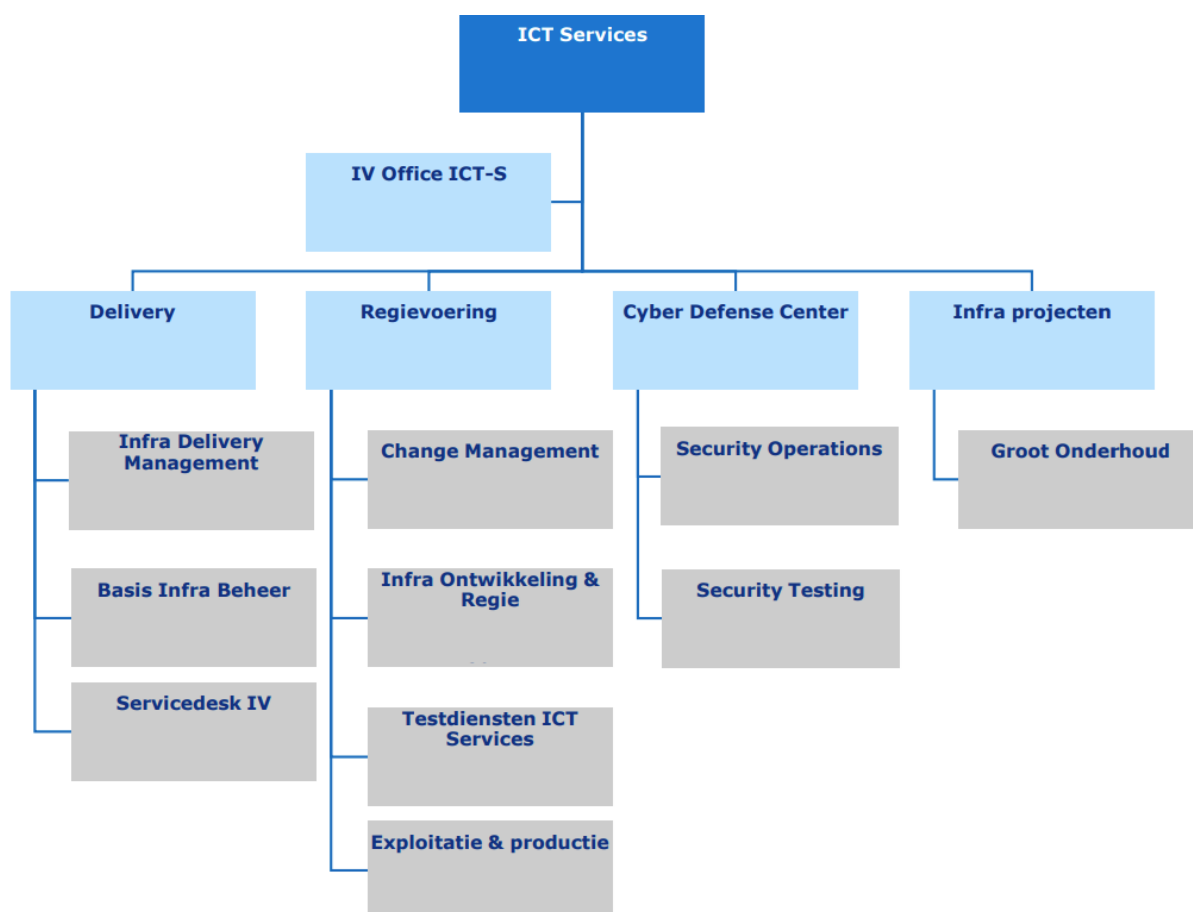 ICT Services
IV Office ICT-S
Delivery
Regievoering
Cyber Defense Center
Infra projecten
Infra Delivery
Management
Change Management
Security Operations
Groot Onderhoud
Basis Infra Beheer
Infra Ontwikkeling &
Regie
Security Testing
Servicedesk IV
Testdiensten ICT
Services
Exploitatie & productie